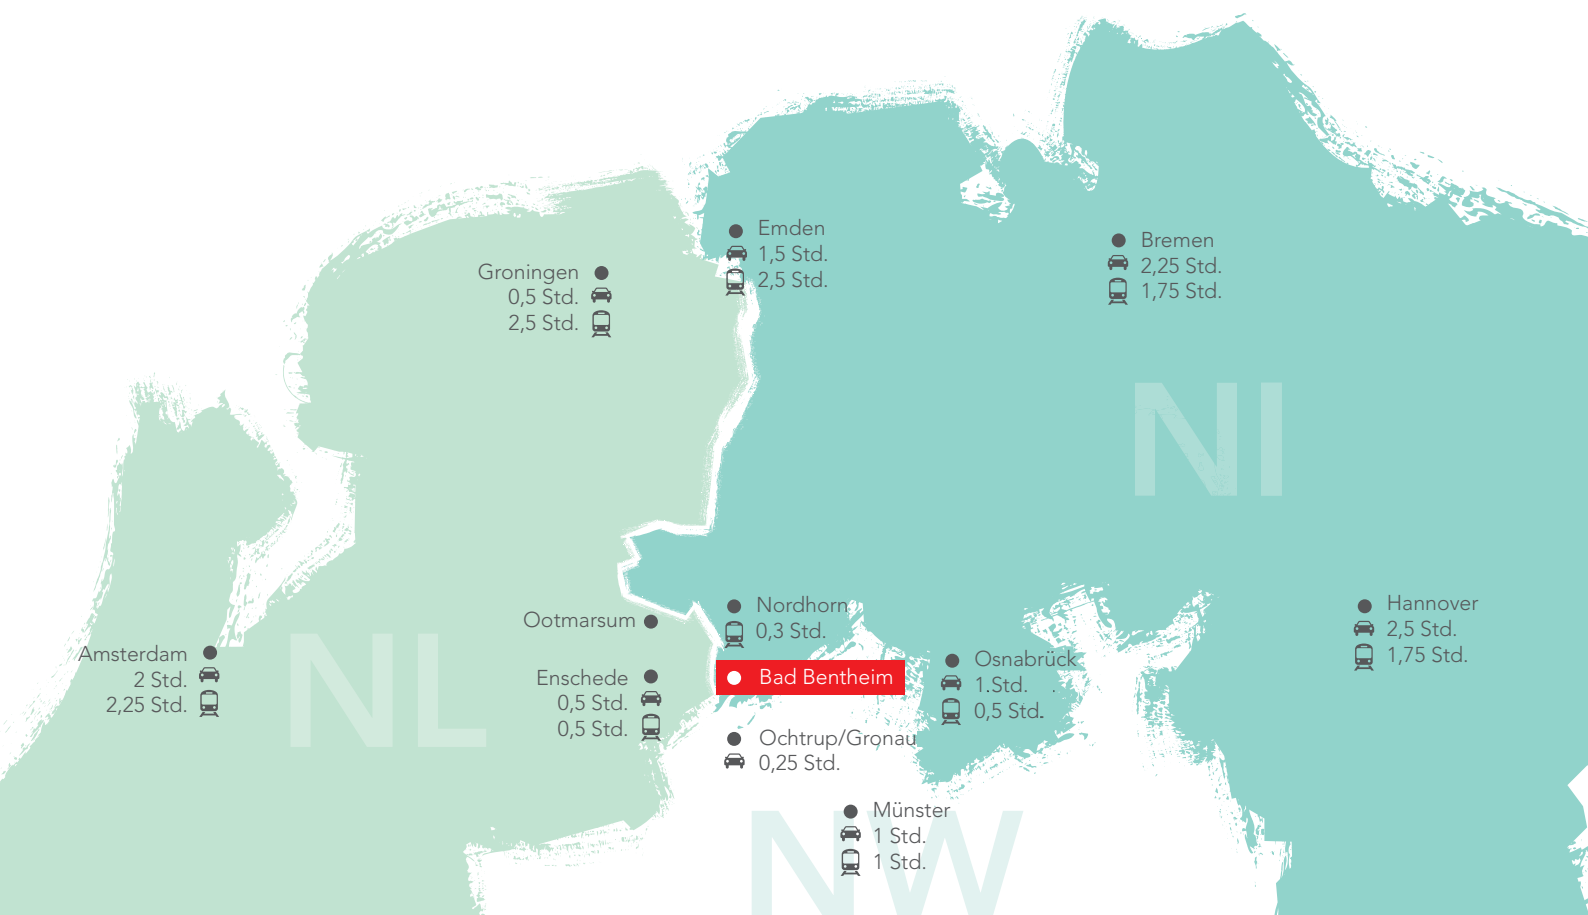 Emden
1,5 Std.
2,5 Std.
Bremen
2,25 Std.
1,75 Std.
Groningen
0,5 Std.
2,5 Std.
NI
Nordhorn
0,3 Std.
Hannover
2,5 Std.
1,75 Std.
Ootmarsum
NL
Amsterdam
2 Std.
2,25 Std.
Enschede
0,5 Std.
0,5 Std.
Bad Bentheim
Osnabrück
1.Std. .
0,5 Std.
Ochtrup/Gronau
0,25 Std.
NW
Münster
1 Std.
1 Std.